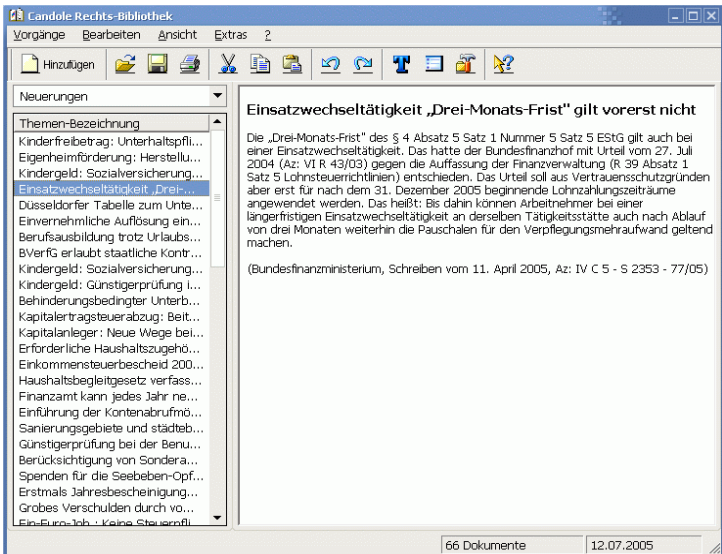 Candole Rechts-Bibliothek
Vorgänge Bearbeiten Ansicht Extras ?
Hinzufügen
Neuerungen
Themen-Bezeichnung
Kinderfreibetrag: Unterhaltspfli...
Eigenheimförderung: Herstellu...
Kindergeld: Sozialversicherung...
Einsatzwechseltätigkeit „Drei-...
Düsseldorfer Tabelle zum Unte...
Einvernehmliche Auflösung ein...
Berufsausbildung trotz Urlaubs...
BVerfG erlaubt staatliche Kontr...
Kindergeld: Sozialversicherung...
Kindergeld: Günstigerprüfung i...
Behinderungsbedingter Unterb...
Kapitalertragsteuerabzug: Beit...
Kapitalanleger: Neue Wege bei...
Erforderliche Haushaltszugehö...
Einkommensteuerbescheid 200...
Haushaltsbegleitgesetz verfass...
Finanzamt kann jedes Jahr ne...
Einführung der Kontenabrufmö...
Sanierungsgebiete und städteb...
Günstigerprüfung bei der Benu...
Berücksichtigung von Sondera...
Spenden für die Seebeben-Opf...
Erstmals Jahresbescheinigung...
Grobes Verschulden durch vo...
Ein-Euro-Job : Keine Steuerpfli...
Einsatzwechseltätigkeit „Drei-Monats-Frist" gilt vorerst nicht
Die „Drei-Monats-Frist" des § 4 Absatz 5 Satz 1 Nummer 5 Satz 5 EStG gilt auch bei
einer Einsatzwechseltätigkeit. Das hatte der Bundesfinanzhof mit Urteil vom 27. Juli
2004 (Az: VI R 43/03) gegen die Auffassung der Finanzverwaltung (R 39 Absatz 1
Satz 5 Lohnsteuerrichtlinien) entschieden. Das Urteil soll aus Vertrauensschutzgründen
aber erst für nach dem 31. Dezember 2005 beginnende Lohnzahlungszeiträume
angewendet werden. Das heißt: Bis dahin können Arbeitnehmer bei einer
längerfristigen Einsatzwechseltätigkeit an derselben Tätigkeitsstätte auch nach Ablauf
von drei Monaten weiterhin die Pauschalen für den Verpflegungsmehraufwand geltend
machen.
(Bundesfinanzministerium, Schreiben vom 11. April 2005, Az: IV C 5 - S 2353 - 77/05)
66 Dokumente
12.07.2005